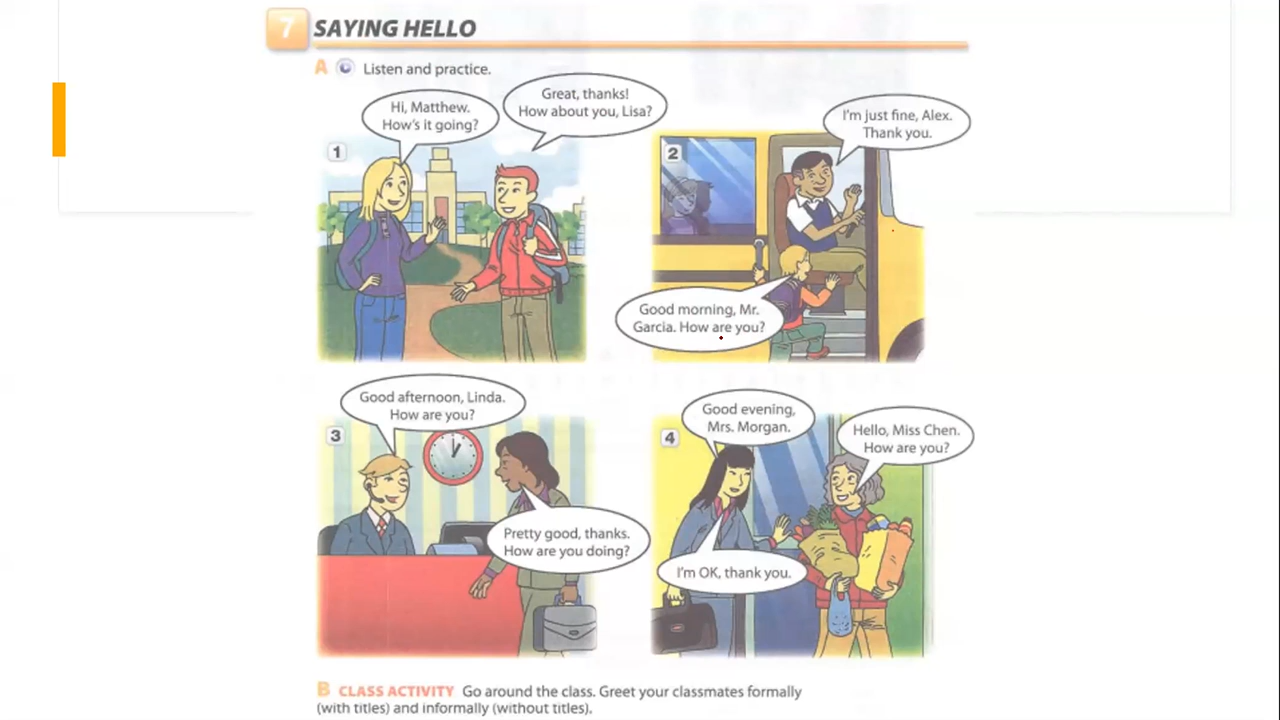 7 SAYING HELLO
A Listen and practice.
1
Hi, Matthew.
How's it going?
Great, thanks!
How about you, Lisa?
2
I'm just fine, Alex.
Thank you.
Good morning, Mr.
Garcia. How are you?
3
Good afternoon, Linda.
How are you?
Pretty good, thanks.
How are you doing?
4
Good evening,
Mrs. Morgan.
Hello, Miss Chen.
How are you?
I'm OK, thank you.
B CLASS ACTIVITY Go around the class. Greet your classmates formally
(with titles) and informally (without titles).